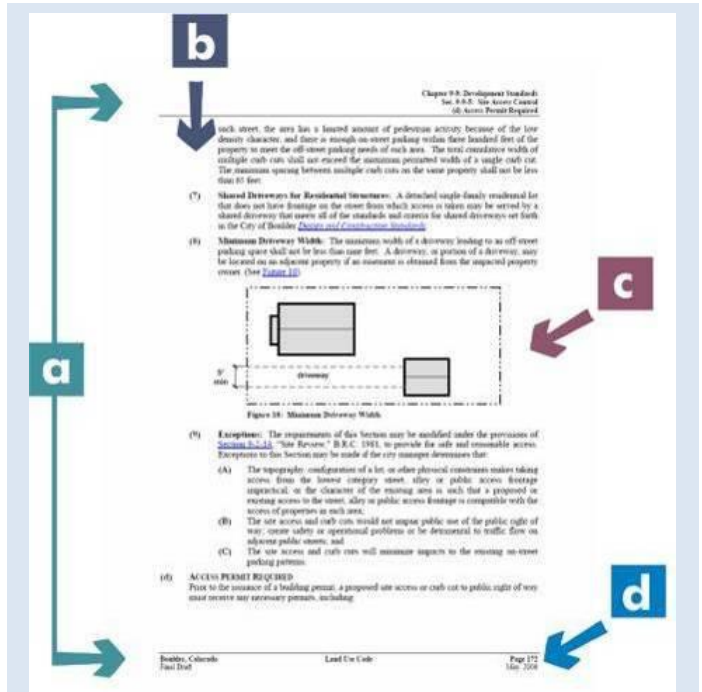 b
Chapter 9-9: Development Standards
Sec. 9-9-5: Site Access Control
(d) Access Permit Required
such street, the area has a limited amount of pedestrian activity because of the low
density character, and there is enough on-street parking within three hundred feet of the
property to meet the off-street parking needs of such area. The total cumulative width of
multiple curb cuts shall not exceed the maximum permitted width of a single curb cut.
The minimum spacing between multiple curb cuts on the same property shall not be less
than 65 feet.
(7) Shared Driveways for Residential Structures: A detached single-family residential lot
that does not have frontage on the street from which access is taken may be served by a
shared driveway that meets all of the standards and criteria for shared driveways set forth
in the City of Boulder Design and Construction Standards.
(8) Minimum Driveway Width: The minimum width of a driveway leading to an off-street
parking space shall not be less than nine feet. A driveway, or portion of a driveway, may
be located on an adjacent property if an easement is obtained from the impacted property
owner. (See Figure 10)
c
a
9'
min
driveway
Figure 10: Minimum Driveway Width
(9) Exceptions: The requirements of this Section may be modified under the provisions of
Section 9-2-14, "Site Review," B.R.C. 1981, to provide for safe and reasonable access.
Exceptions to this Section may be made if the city manager determines that:
(A) The topography, configuration of a lot, or other physical constraints makes taking
access from the lowest category street, alley or public access frontage
impractical, or the character of the existing area is such that a proposed or
existing access to the street, alley or public access frontage is compatible with the
access of properties in such area;
(B) The site access and curb cuts would not impair public use of the public right of
way; create safety or operational problems or be detrimental to traffic flow on
adjacent public streets; and
(C) The site access and curb cuts will minimize impacts to the existing on-street
parking patterns.
(d) ACCESS PERMIT REQUIRED
Prior to the issuance of a building permit, a proposed site access or curb cut to public right of way
must receive any necessary permits, including:
d
Boulder, Colorado Land Use Code Page 172
Final Draft May 2006